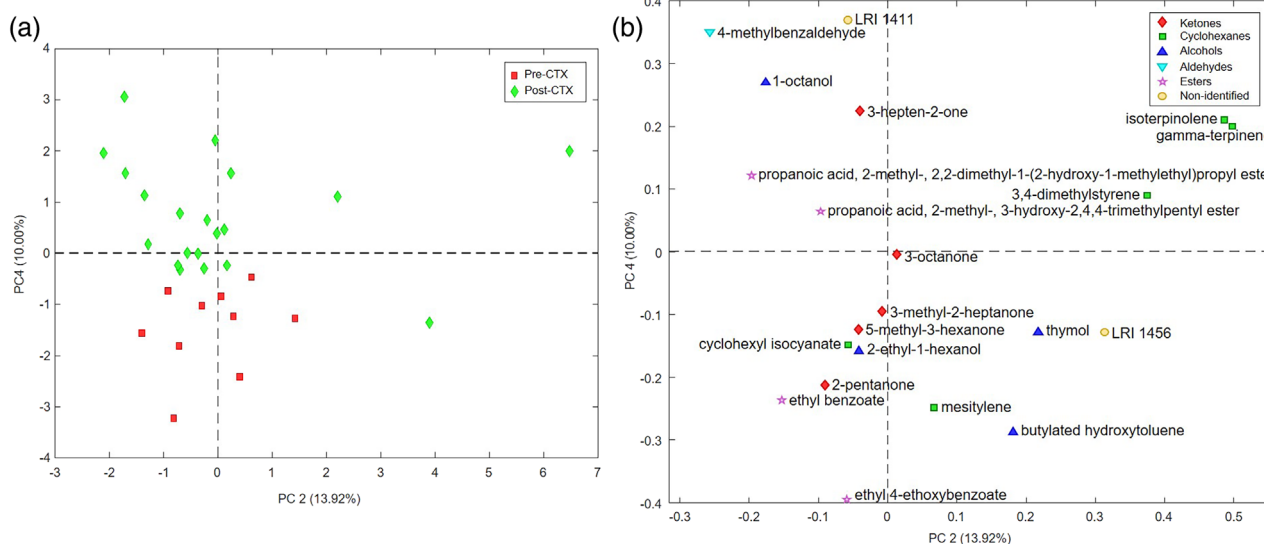 (a)
4
3
2
1
0
-1
-2
-3
-4
PC4 (10.00%)
Pre-CTX
Post-CTX
-3 -2 -1 0 1 2 3 4 5 6 7
PC 2 (13.92%)
(b)
0.4
0.3
0.2
0.1
0
-0.1
-0.2
-0.3
-0.4
PC 4 (10.00%)
Ketones
Cyclohexanes
Alcohols
Aldehydes
Esters
Non-identified
LRI 1411
4-methylbenzaldehyde
1-octanol
3-hepten-2-one
isoterpinolene
gamma-terpinen
propanoic acid, 2-methyl-, 2,2-dimethyl-1-(2-hydroxy-1-methylethyl)propyl este
3,4-dimethylstyrene
propanoic acid, 2-methyl-, 3-hydroxy-2,4,4-trimethylpentyl ester
3-octanone
3-methyl-2-heptanone
5-methyl-3-hexanone
thymol
LRI 1456
cyclohexyl isocyanate
2-ethyl-1-hexanol
2-pentanone
ethyl benzoate
mesitylene
butylated hydroxytoluene
ethyl 4-ethoxybenzoate
-0.3 -0.2 -0.1 0 0.1 0.2 0.3 0.4 0.5
PC 2 (13.92%)